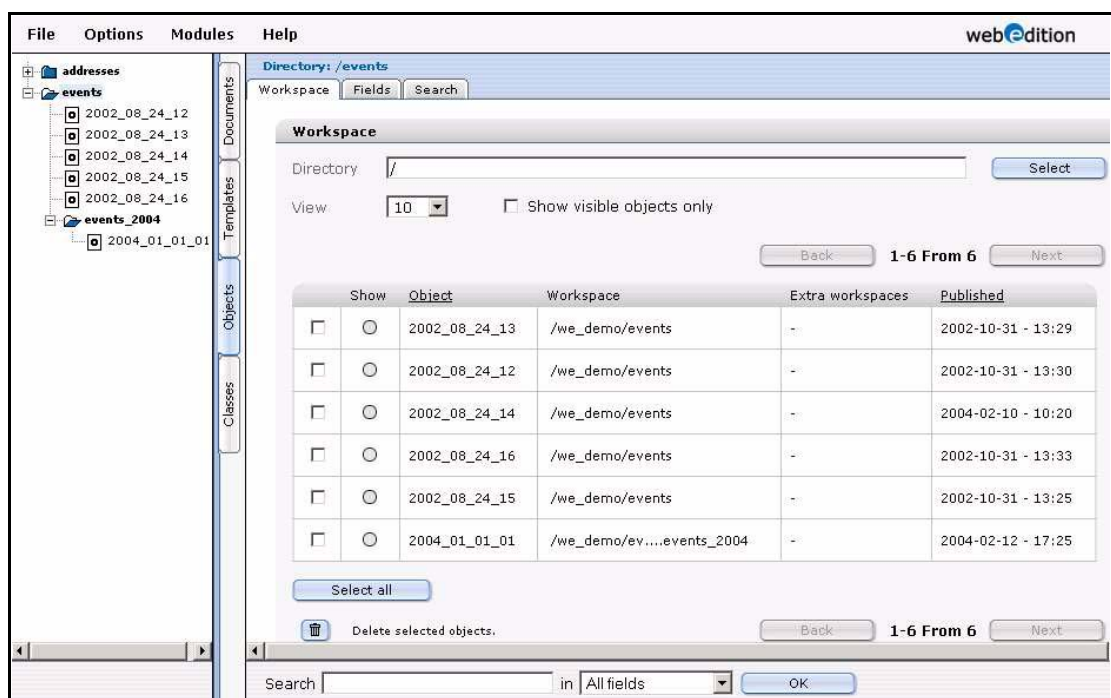 File Options Modules Help webEdition
addresses
events
2002_08_24_12
2002_08_24_13
2002_08_24_14
2002_08_24_15
2002_08_24_16
events_2004
2004_01_01_01
Documents
Templates
Objects
Classes
Directory: /events
Workspace Fields Search
Workspace
Directory / Select
View 10 Show visible objects only
Back 1-6 From 6 Next
Show Object Workspace Extra workspaces Published
2002_08_24_13 /we_demo/events - 2002-10-31 - 13:29
2002_08_24_12 /we_demo/events - 2002-10-31 - 13:30
2002_08_24_14 /we_demo/events - 2004-02-10 - 10:20
2002_08_24_16 /we_demo/events - 2002-10-31 - 13:33
2002_08_24_15 /we_demo/events - 2002-10-31 - 13:25
2004_01_01_01 /we_demo/ev....events_2004 - 2004-02-12 - 17:25
Select all
Delete selected objects. Back 1-6 From 6 Next
Search in All fields OK